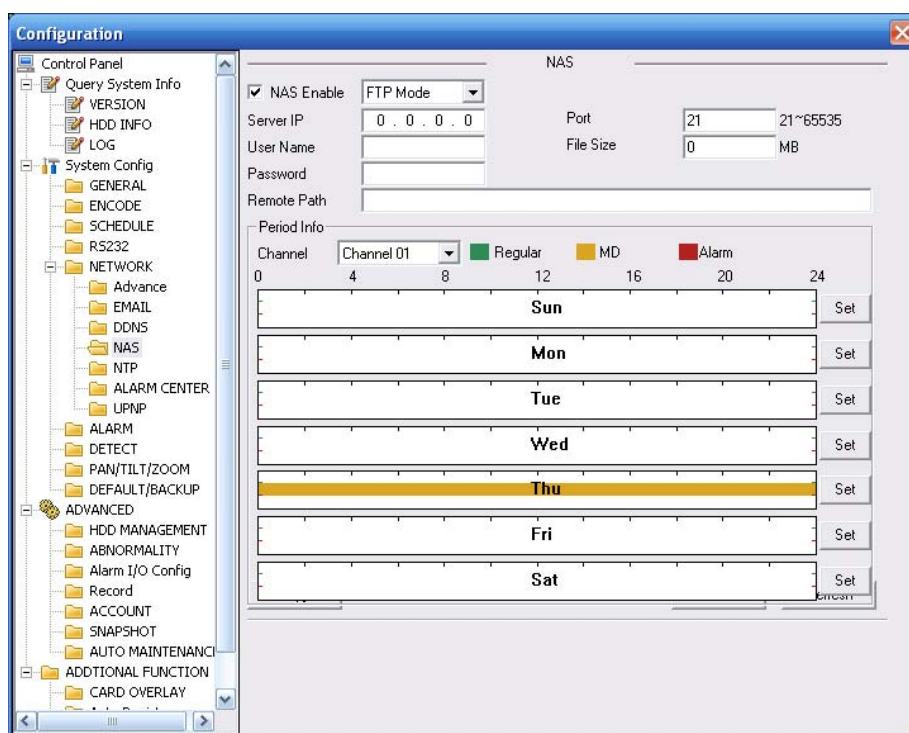 Configuration
Control Panel
Query System Info
VERSION
HDD INFO
LOG
System Config
GENERAL
ENCODE
SCHEDULE
RS232
NETWORK
Advance
EMAIL
DDNS
NAS
NTP
ALARM CENTER
UPNP
ALARM
DETECT
PAN/TILT/ZOOM
DEFAULT/BACKUP
ADVANCED
HDD MANAGEMENT
ABNORMALITY
Alarm I/O Config
Record
ACCOUNT
SNAPSHOT
AUTO MAINTENANC
ADDTIONAL FUNCTION
CARD OVERLAY
NAS
NAS Enable FTP Mode
Server IP 0 . 0 . 0 . 0 Port 21 21~65535
User Name File Size 0 MB
Password
Remote Path
Period Info
Channel Channel 01 Regular MD Alarm
0 4 8 12 16 20 24
Sun Set
Mon Set
Tue Set
Wed Set
Thu Set
Fri Set
Sat Set